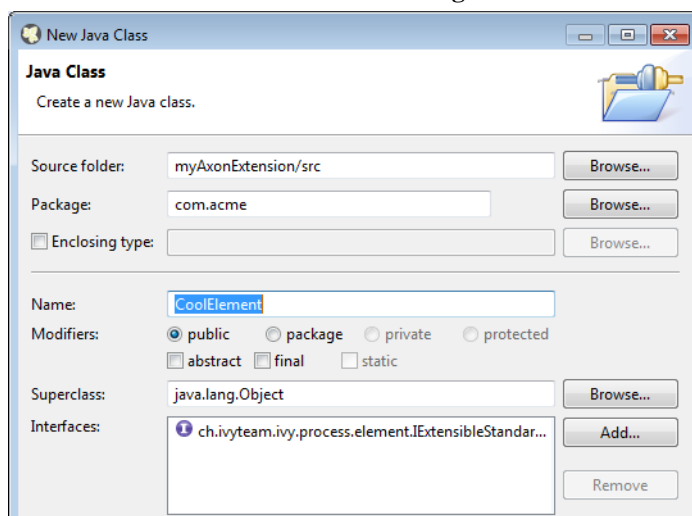 New Java Class
Java Class
Create a new Java class.
Source folder: myAxonExtension/src Browse...
Package: com.acme Browse...
Enclosing type: Browse...
Name: CoolElement
Modifiers: public package private protected
abstract final static
Superclass: java.lang.Object Browse...
Interfaces: ch.ivyteam.ivy.process.element.IExtensibleStandar... Add...
Remove